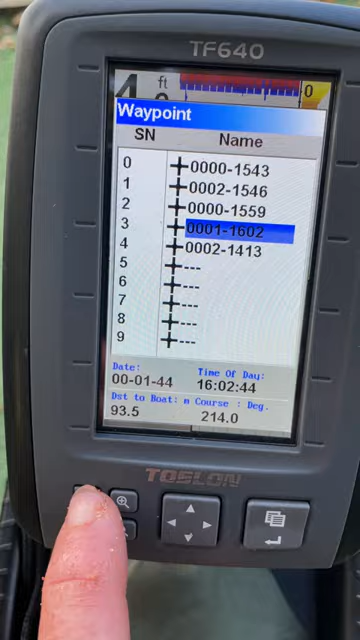 TF640
ft
0
Waypoint
SN Name
0 0000-1543
1 0002-1546
2 0000-1559
3 0001-1602
4 0002-1413
5 ---
6 ---
7 ---
8 ---
9 ---
Date: Time Of Day:
00-01-44 16:02:44
Dst to Boat: m Course : Deg.
93.5 214.0
TOSLON